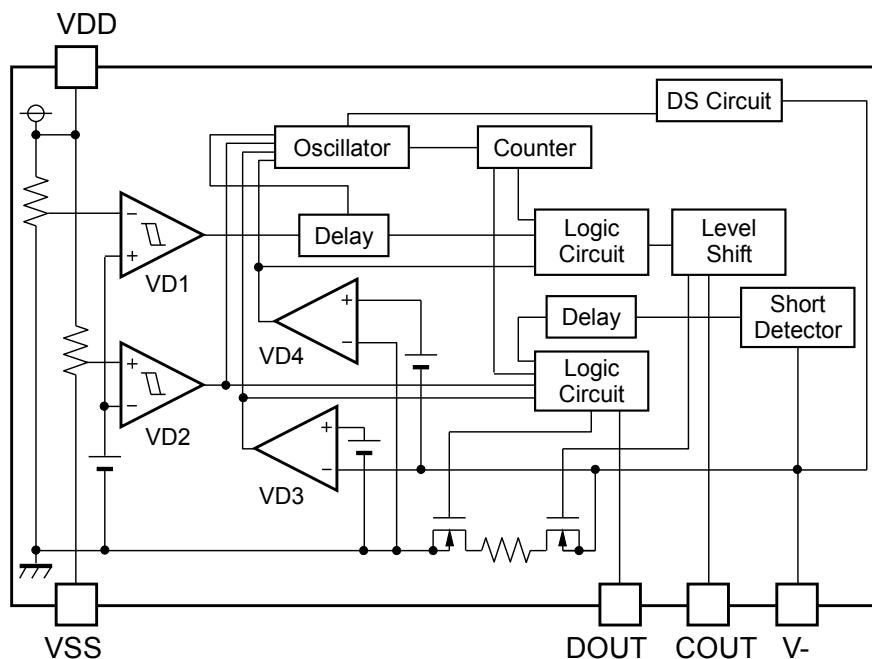 VDD
DS Circuit
Oscillator
Counter
−
+
VD1
Delay
Logic
Circuit
Level
Shift
+
−
VD4
Delay
Short
Detector
+
−
VD2
Logic
Circuit
+
−
VD3
VSS
DOUT
COUT
V-